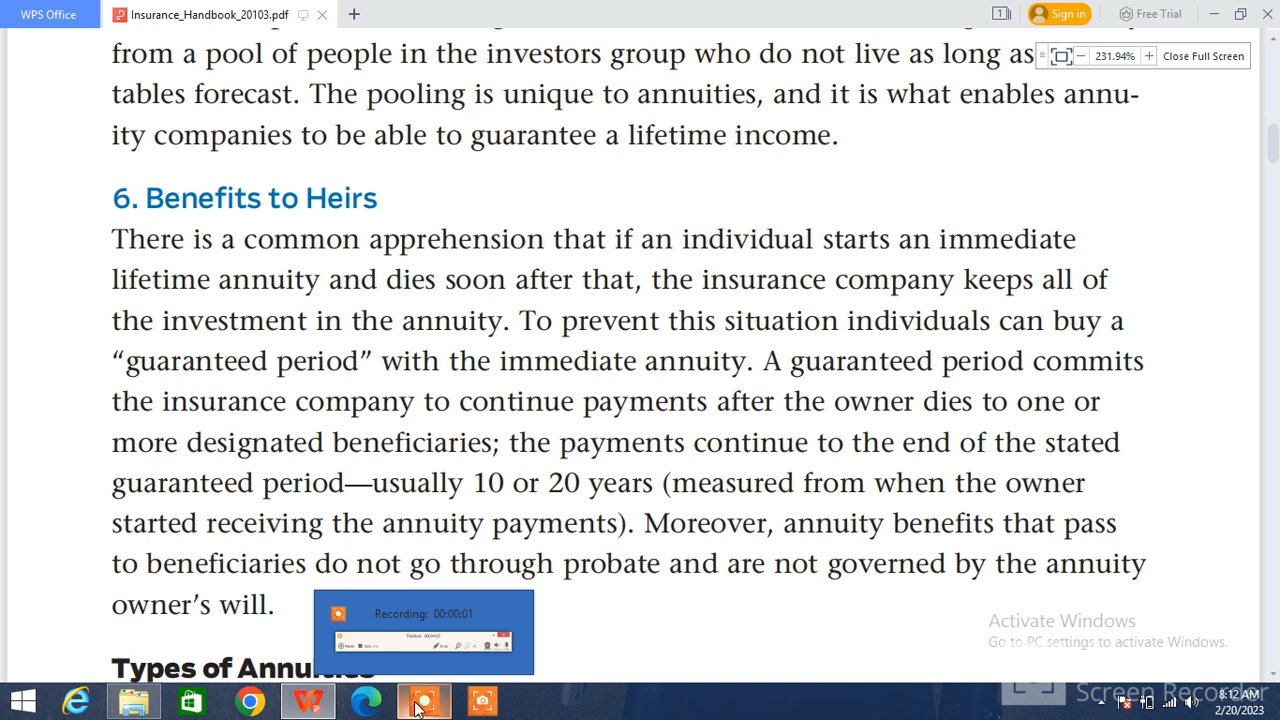 WPS Office
Insurance_Handbook_20103.pdf
Sign in
Free Trial
from a pool of people in the investors group who do not live as long as
231.94%
Close Full Screen
tables forecast. The pooling is unique to annuities, and it is what enables annu-
ity companies to be able to guarantee a lifetime income.
6. Benefits to Heirs
There is a common apprehension that if an individual starts an immediate
lifetime annuity and dies soon after that, the insurance company keeps all of
the investment in the annuity. To prevent this situation individuals can buy a
“guaranteed period” with the immediate annuity. A guaranteed period commits
the insurance company to continue payments after the owner dies to one or
more designated beneficiaries; the payments continue to the end of the stated
guaranteed period—usually 10 or 20 years (measured from when the owner
started receiving the annuity payments). Moreover, annuity benefits that pass
to beneficiaries do not go through probate and are not governed by the annuity
owner’s will.
Recording: 00:00:01
Activate Windows
Go to PC settings to activate Windows.
Types of
Screen Recorder
8:12 AM
2/20/2023